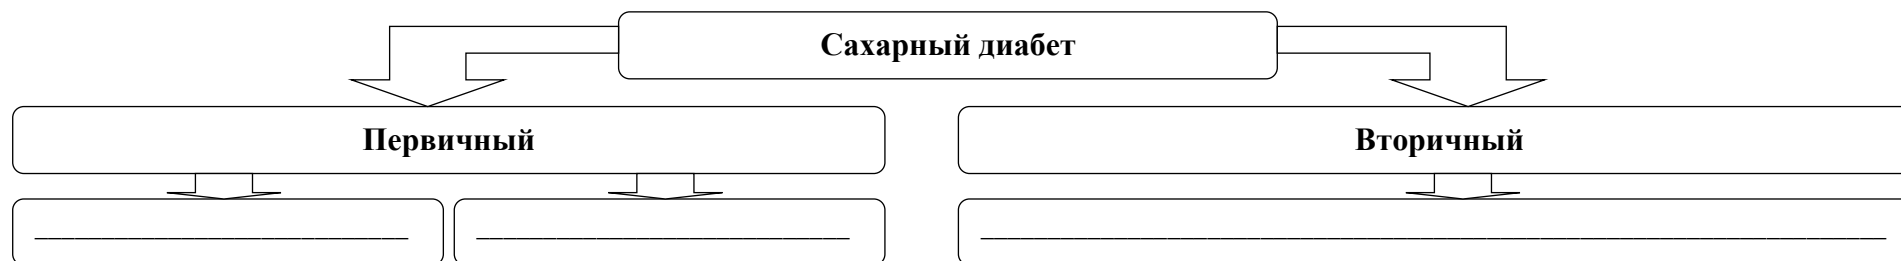 Сахарный диабет
Первичный
Вторичный